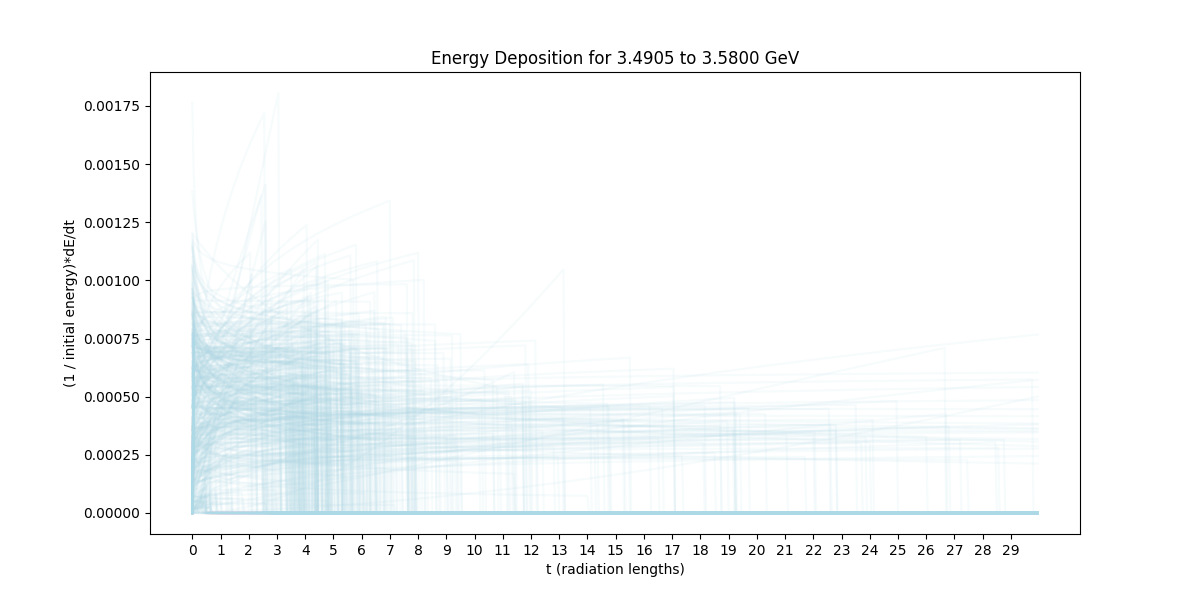 Energy Deposition for 3.4905 to 3.5800 GeV
(1 / initial energy)*dE/dt
0.00175
0.00150
0.00125
0.00100
0.00075
0.00050
0.00025
0.00000
0 1 2 3 4 5 6 7 8 9 10 11 12 13 14 15 16 17 18 19 20 21 22 23 24 25 26 27 28 29
t (radiation lengths)